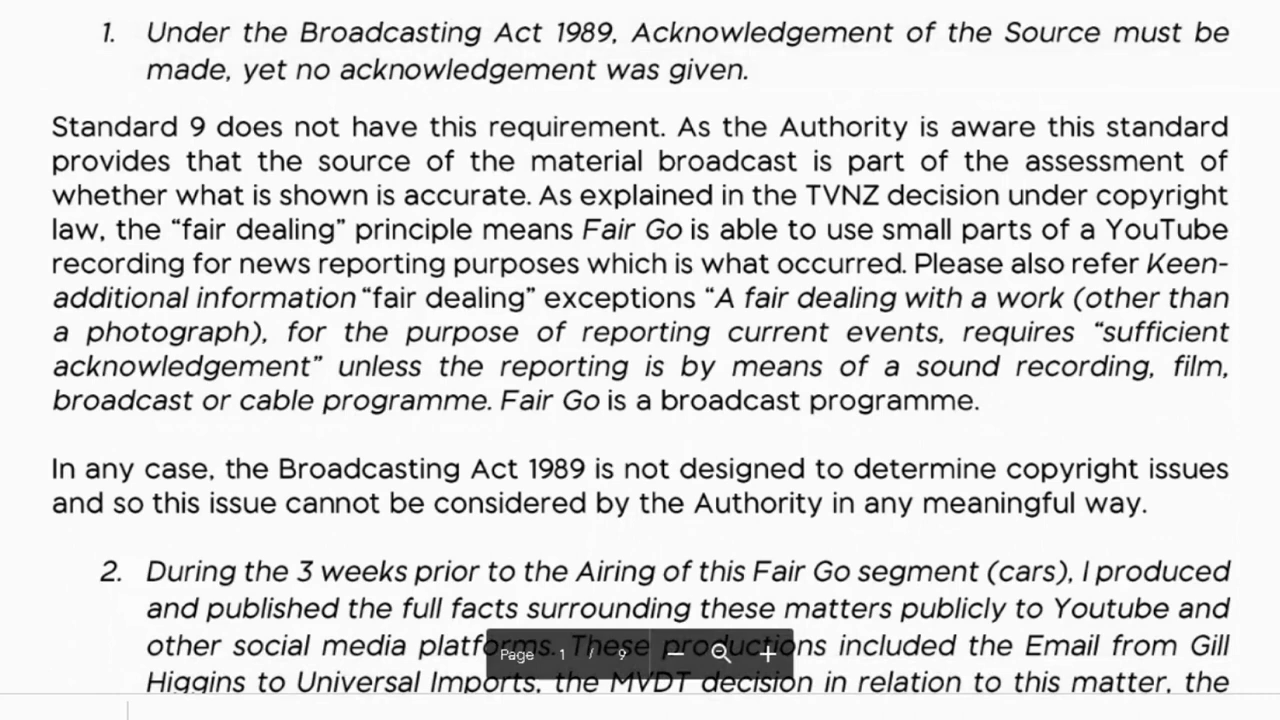 1. Under the Broadcasting Act 1989, Acknowledgement of the Source must be
made, yet no acknowledgement was given.
Standard 9 does not have this requirement. As the Authority is aware this standard
provides that the source of the material broadcast is part of the assessment of
whether what is shown is accurate. As explained in the TVNZ decision under copyright
law, the “fair dealing” principle means Fair Go is able to use small parts of a YouTube
recording for news reporting purposes which is what occurred. Please also refer Keen-
additional information “fair dealing” exceptions “A fair dealing with a work (other than
a photograph), for the purpose of reporting current events, requires “sufficient
acknowledgement” unless the reporting is by means of a sound recording, film,
broadcast or cable programme. Fair Go is a broadcast programme.
In any case, the Broadcasting Act 1989 is not designed to determine copyright issues
and so this issue cannot be considered by the Authority in any meaningful way.
2. During the 3 weeks prior to the Airing of this Fair Go segment (cars), I produced
and published the full facts surrounding these matters publicly to Youtube and
other social media platforms. These productions included the Email from Gill
Higgins to Universal Imports, the MVDT decision in relation to this matter, the
Page 1 / 9